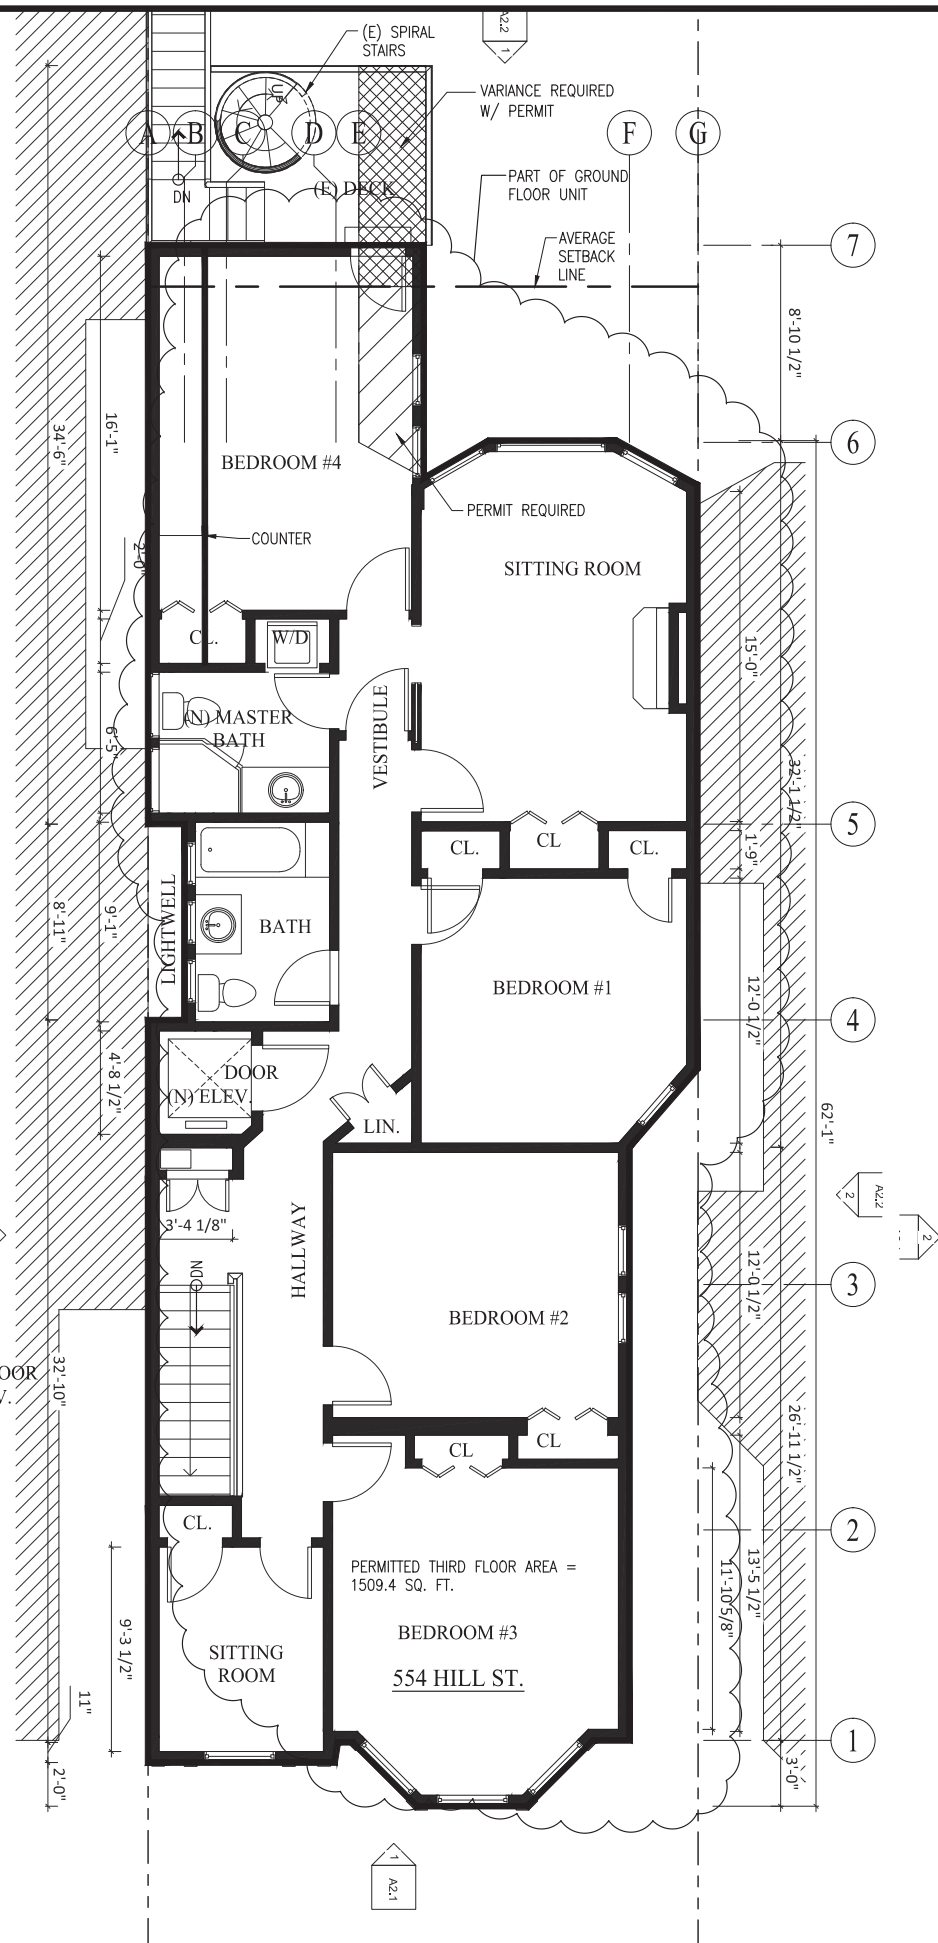 A2.2
1
(E) SPIRAL
STAIRS
UP
VARIANCE REQUIRED
W/ PERMIT
A
B
C
D
E
F
G
DN
(E) DECK
PART OF GROUND
FLOOR UNIT
AVERAGE
SETBACK
LINE
7
8'-10 1/2"
34'-6"
16'-1"
BEDROOM #4
6
PERMIT REQUIRED
COUNTER
2'-0"
SITTING ROOM
CL.
W/D
15'-0"
(N) MASTER
BATH
VESTIBULE
6'-5"
32'-1 1/2"
5
CL.
CL
CL.
1'-9"
8'-11"
9'-1"
LIGHTWELL
BATH
BEDROOM #1
12'-0 1/2"
4
4'-8 1/2"
DOOR
(N) ELEV.
LIN.
62'-1"
A2.2
2
2
3'-4 1/8"
HALLWAY
DN
12'-0 1/2"
3
BEDROOM #2
OOR
V.
32'-10"
26'-11 1/2"
CL
CL
CL.
2
PERMITTED THIRD FLOOR AREA =
1509.4 SQ. FT.
13'-5 1/2"
11'-10 5/8"
9'-3 1/2"
SITTING
ROOM
BEDROOM #3
554 HILL ST.
11"
1
2'-0"
3'-0"
1
A2.1